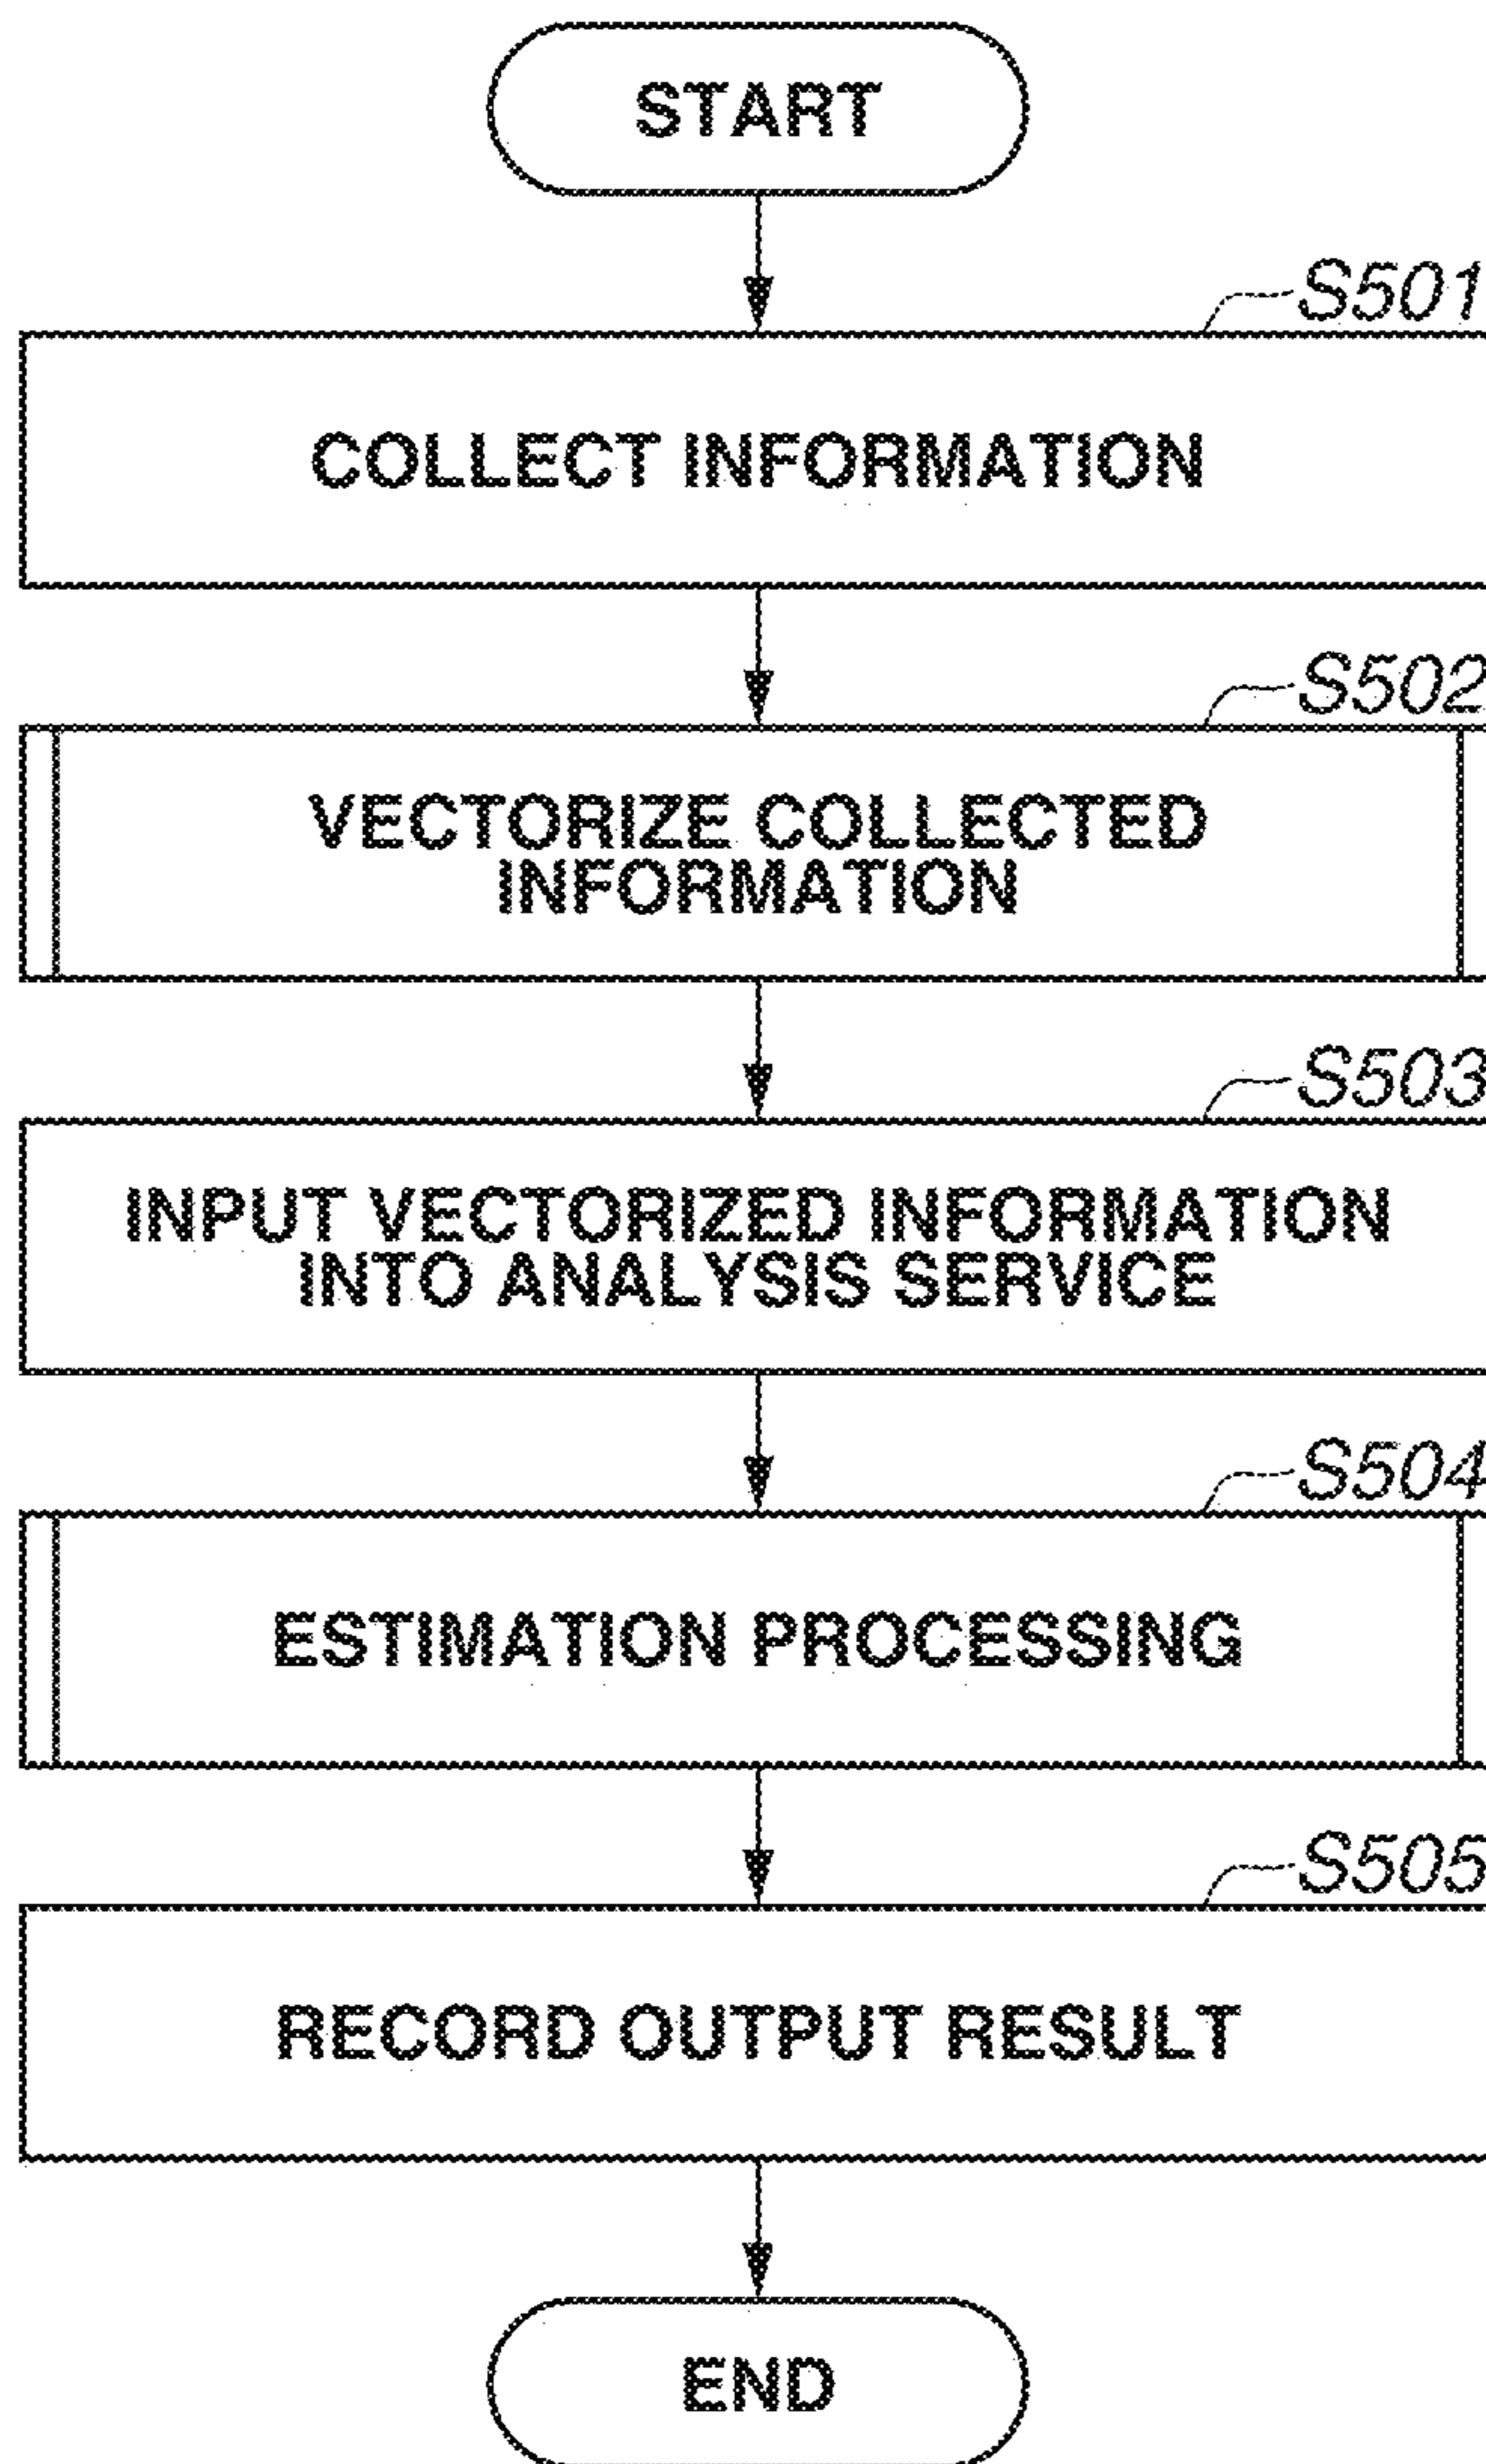 START
S501
COLLECT INFORMATION
S502
VECTORIZE COLLECTED
INFORMATION
S503
INPUT VECTORIZED INFORMATION
INTO ANALYSIS SERVICE
S504
ESTIMATION PROCESSING
S505
RECORD OUTPUT RESULT
END